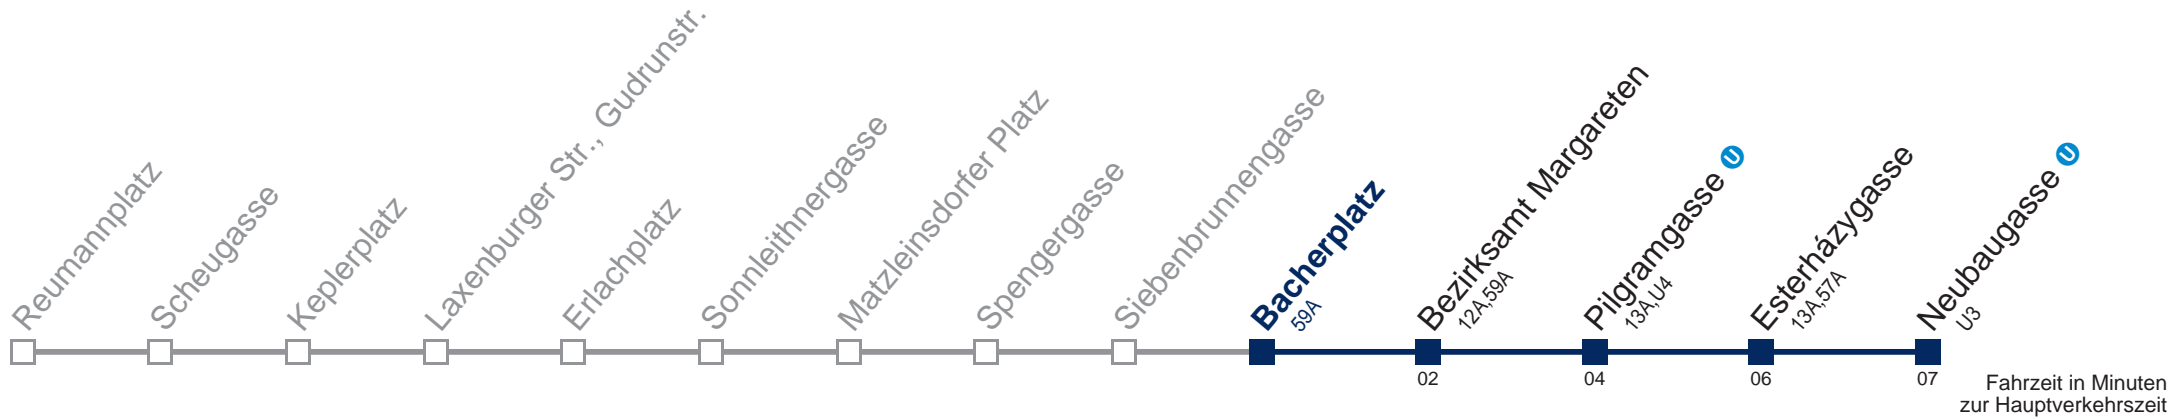 Reumannplatz
Scheugasse
Keplerplatz
Laxenburger Str., Gudrunstr.
Erlachplatz
Sonnleithnergasse
Matzleinsdorfer Platz
Spengergasse
Siebenbrunnengasse
Bacherplatz
59A
Bezirksamt Margareten
12A,59A
Pilgramgasse U
13A,U4
Esterházygasse
13A,57A
Neubaugasse U
U3
02
04
06
07
Fahrzeit in Minuten
zur Hauptverkehrszeit